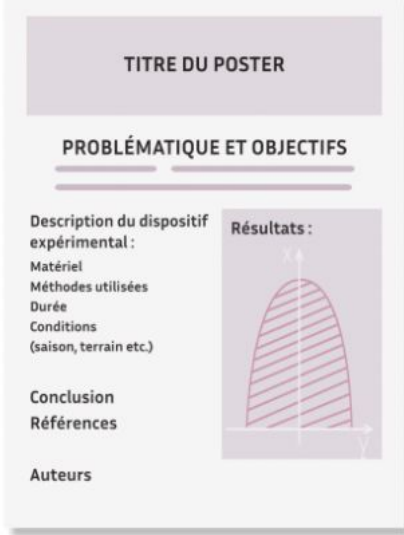 TITRE DU POSTER
PROBLÉMATIQUE ET OBJECTIFS
Description du dispositif
expérimental :
Matériel
Méthodes utilisées
Durée
Conditions
(saison, terrain etc.)
Conclusion
Références
Auteurs
Résultats :
X
Y